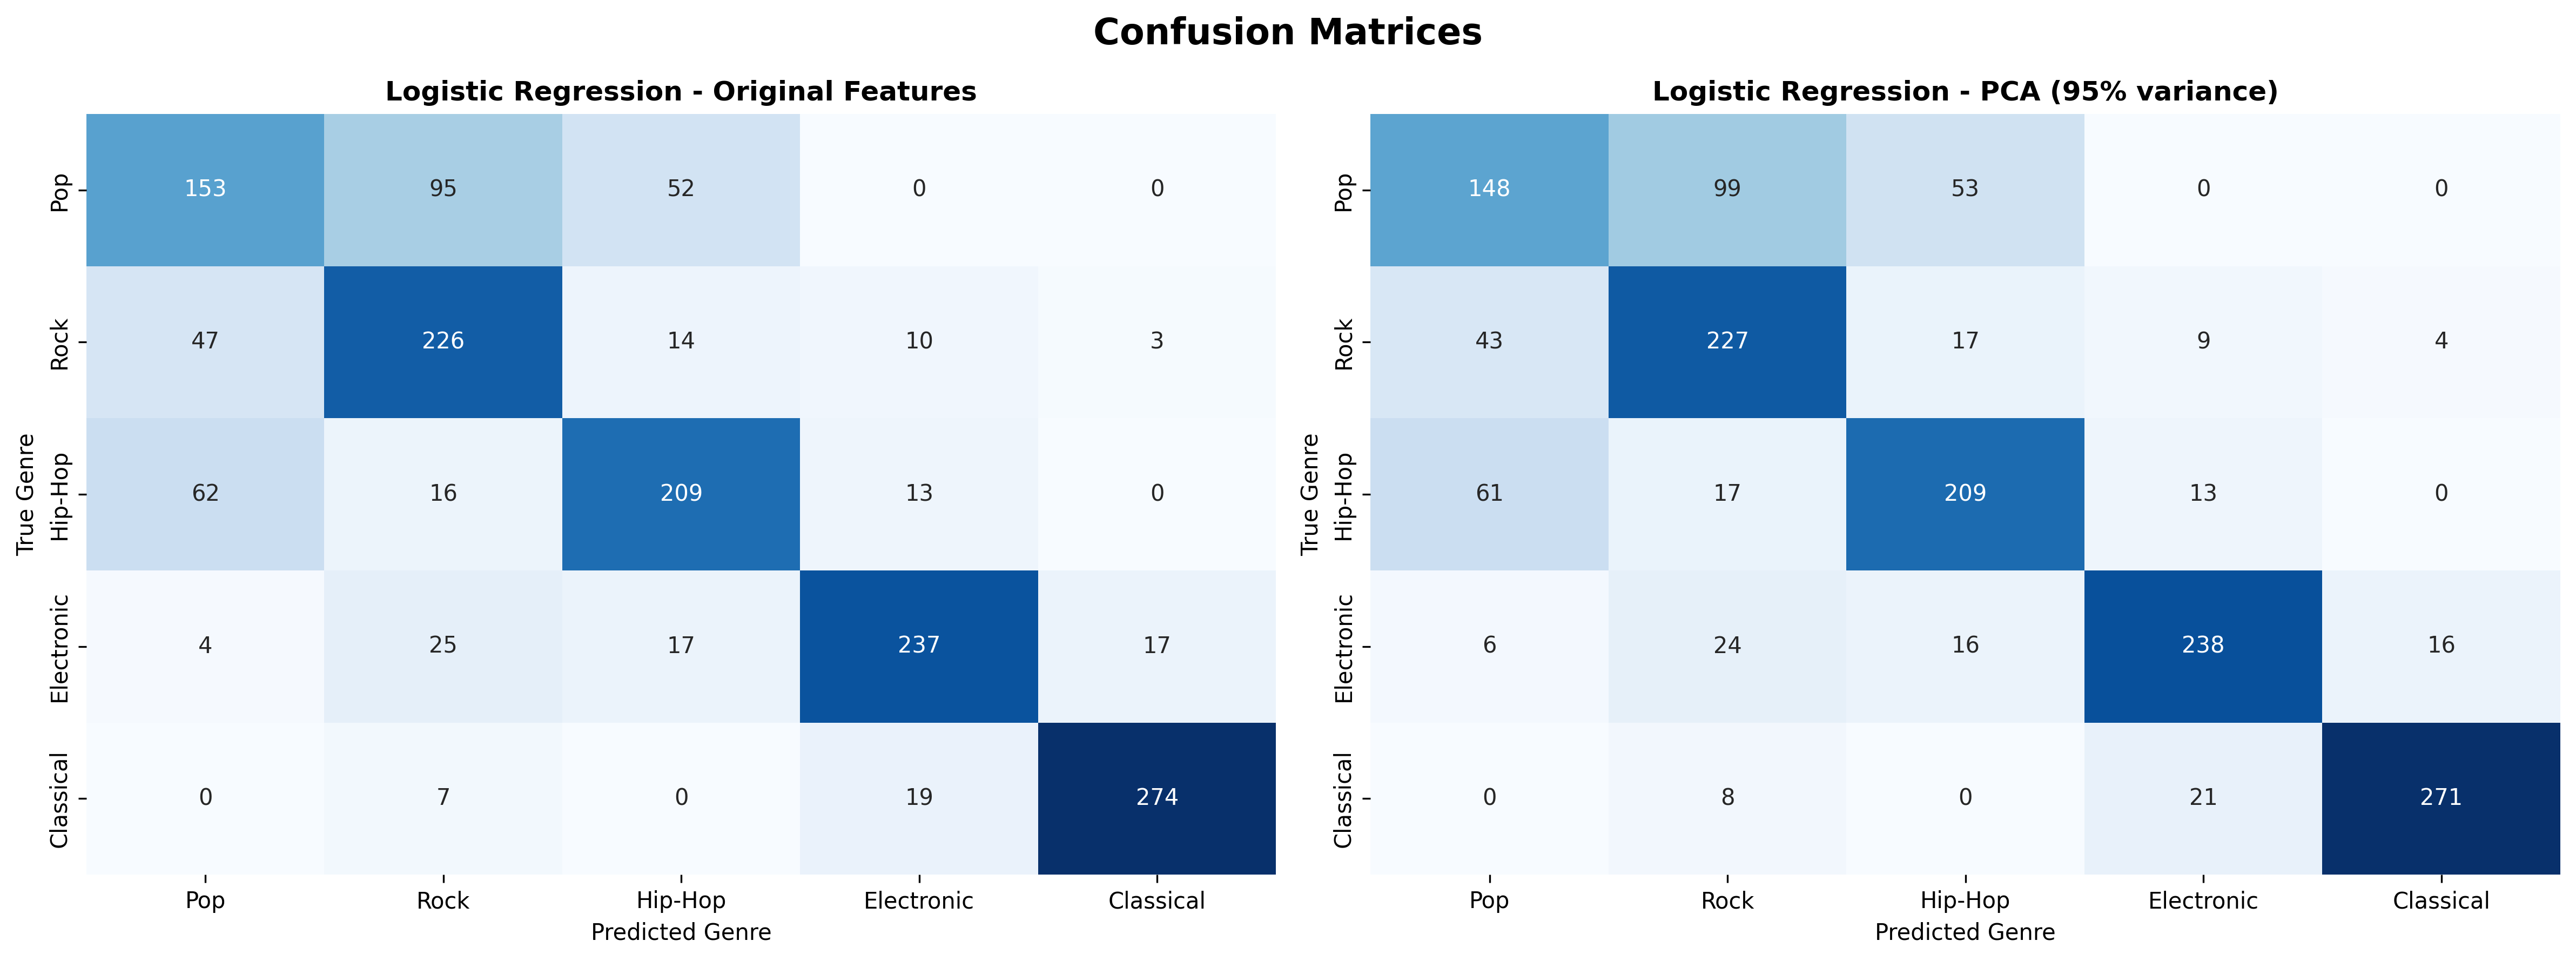 Confusion Matrices
Logistic Regression - Original Features
True Genre
Pop 153 95 52 0 0
Rock 47 226 14 10 3
Hip-Hop 62 16 209 13 0
Electronic 4 25 17 237 17
Classical 0 7 0 19 274
Pop Rock Hip-Hop Electronic Classical
Predicted Genre
Logistic Regression - PCA (95% variance)
True Genre
Pop 148 99 53 0 0
Rock 43 227 17 9 4
Hip-Hop 61 17 209 13 0
Electronic 6 24 16 238 16
Classical 0 8 0 21 271
Pop Rock Hip-Hop Electronic Classical
Predicted Genre